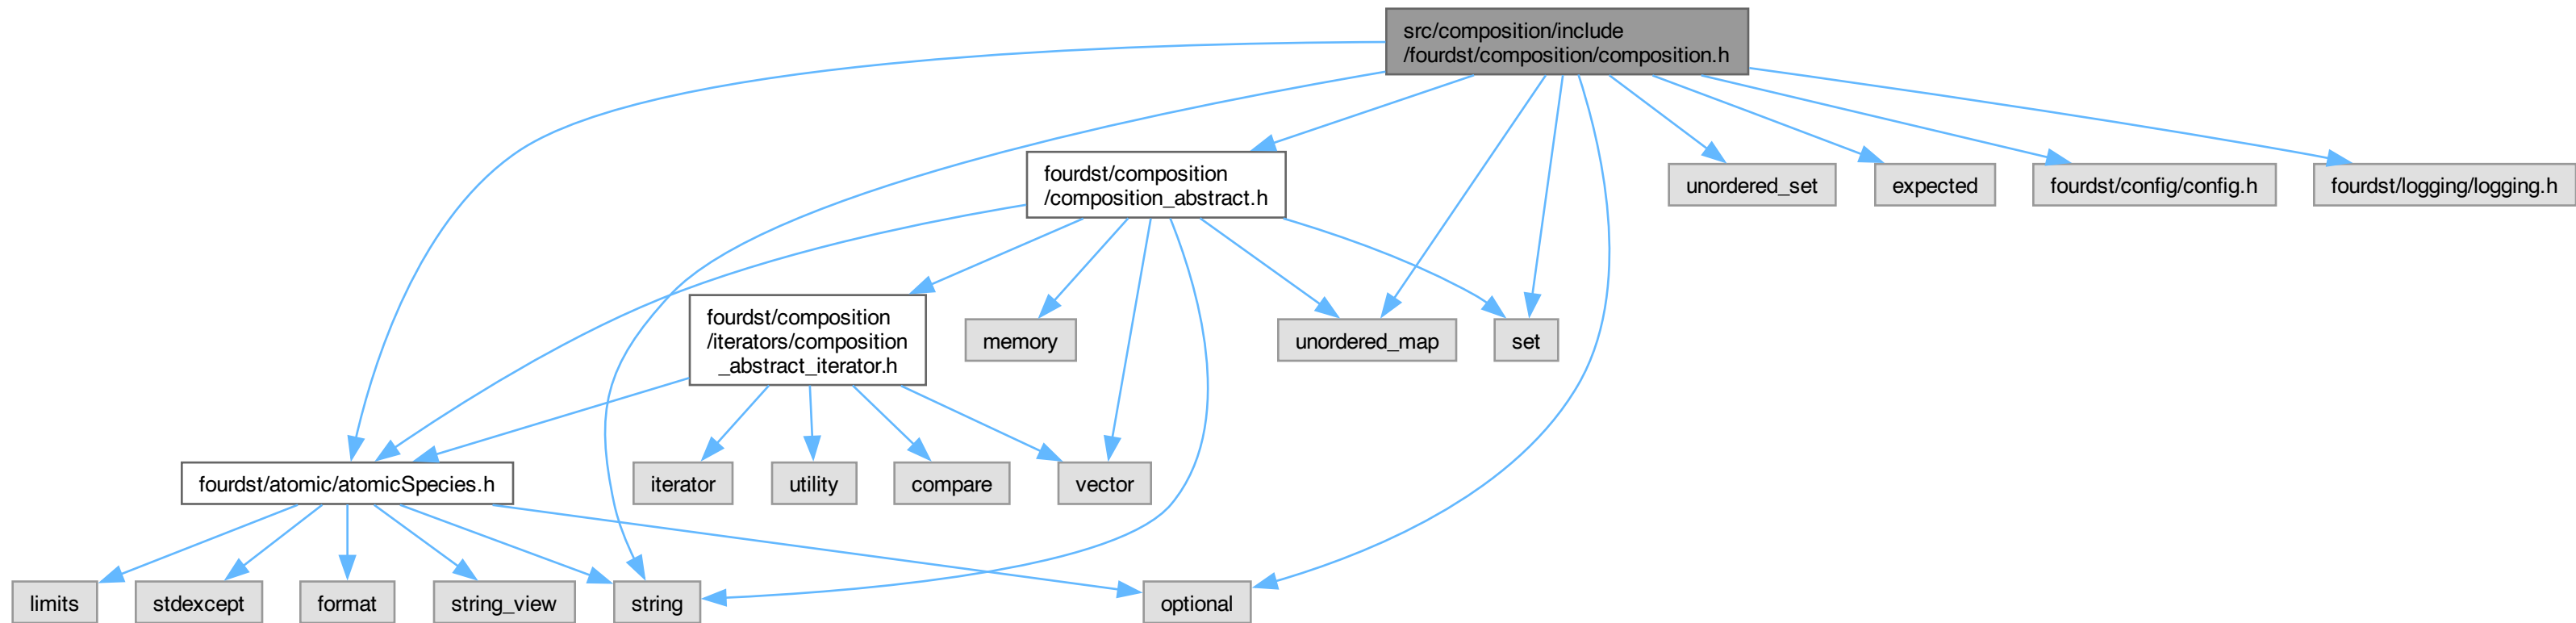 src/composition/include
/fourdst/composition/composition.h
fourdst/composition
/composition_abstract.h
unordered_set
expected
fourdst/config/config.h
fourdst/logging/logging.h
fourdst/composition
/iterators/composition
_abstract_iterator.h
memory
unordered_map
set
fourdst/atomic/atomicSpecies.h
iterator
utility
compare
vector
limits
stdexcept
format
string_view
string
optional